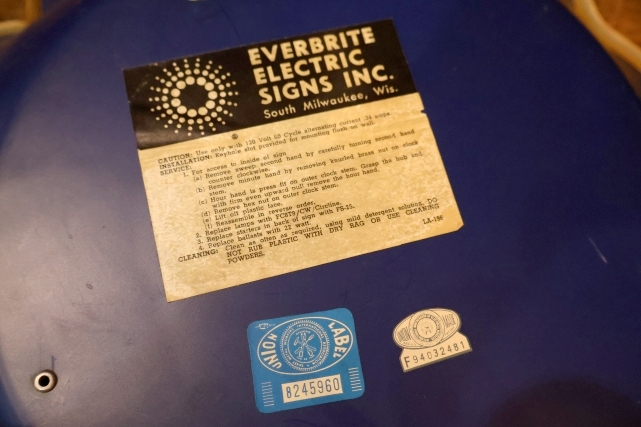 EVERBRITE
ELECTRIC
SIGNS INC.
South Milwaukee, Wis.
CAUTION: Use only with 120 Volt 60 Cycle alternating current .34 amps.
INSTALLATION: Keyhole slot provided for mounting flush on wall.
SERVICE:
1. For access to inside of sign
(a) Remove sweep second hand by carefully turning second hand
counter clockwise.
(b) Remove minute hand by removing knurled brass nut on clock
stem.
(c) Hour hand is press fit on outer clock stem. Grasp the hub and
with firm even upward pull remove the hour hand.
(d) Remove hex nut on outer clock stem.
(e) Lift off plastic face.
(f) Reassemble in reverse order.
2. Replace lamps with FC8T9/CW/Circline.
3. Replace starters in back of sign with FS-25.
4. Replace ballasts with 22 watt.
CLEANING: Clean as often as required, using mild detergent solution. DO
NOT RUB PLASTIC WITH DRY RAG OR USE CLEANING
POWDERS.
LA-196
UNION LABEL
8245960
F94032481